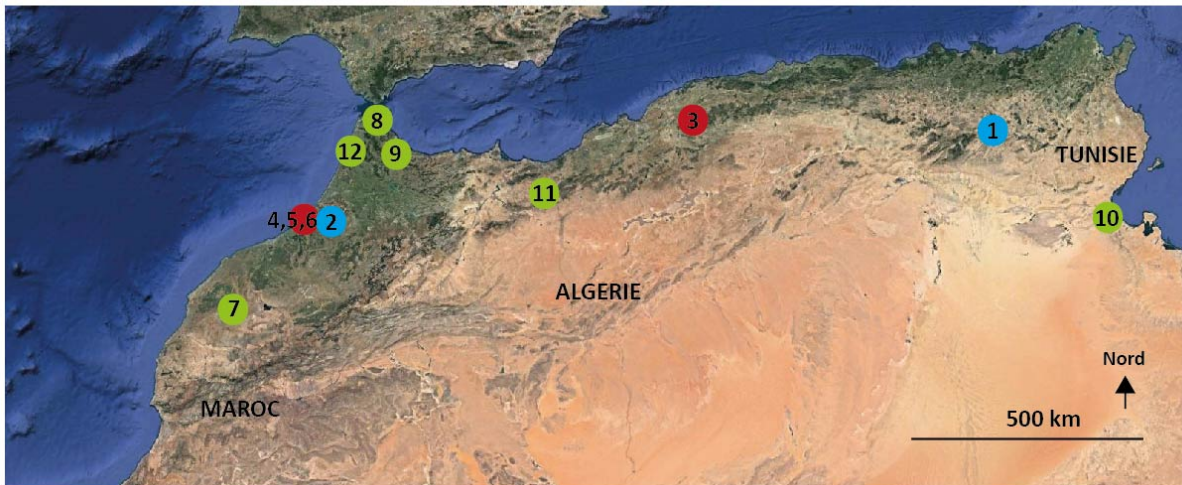 8
3
1
12
9
TUNISIE
11
4,5,6
2
10
ALGERIE
7
Nord
MAROC
500 km